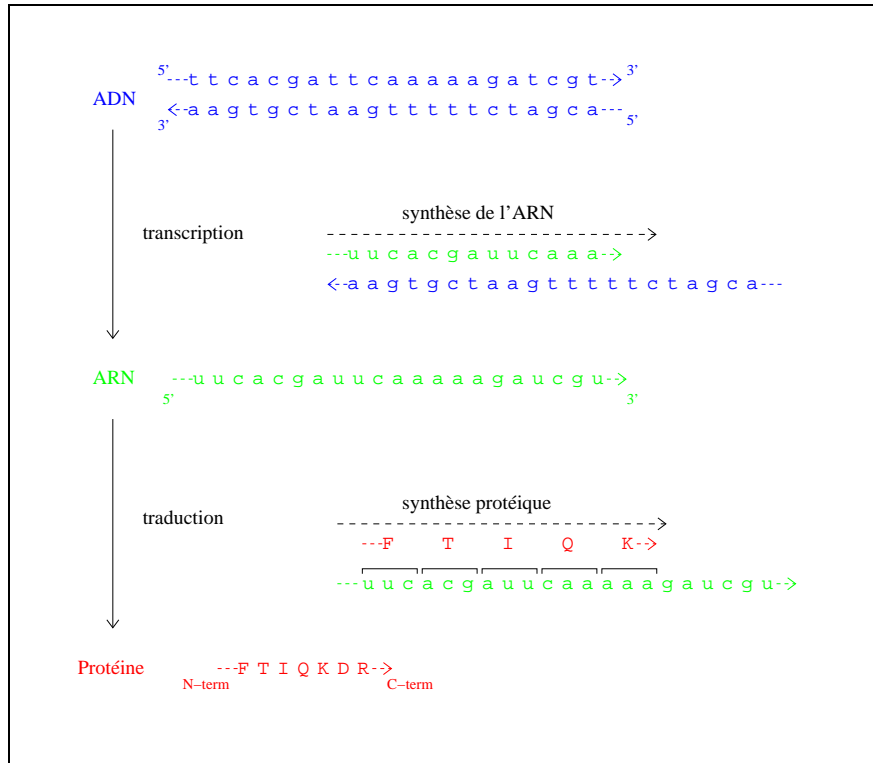 5' ---t t c a c g a t t c a a a a a g a t c g t--> 3'
ADN
3' <--a a g t g c t a a g t t t t t c t a g c a--- 5'
synthèse de l'ARN
transcription
---u u c a c g a u u c a a a-->
<--a a g t g c t a a g t t t t t c t a g c a---
ARN ---u u c a c g a u u c a a a a a g a u c g u-->
5' 3'
synthèse protéique
traduction
---F T I Q K-->
---u u c a c g a u u c a a a a a g a u c g u-->
Protéine ---F T I Q K D R-->
N-term C-term